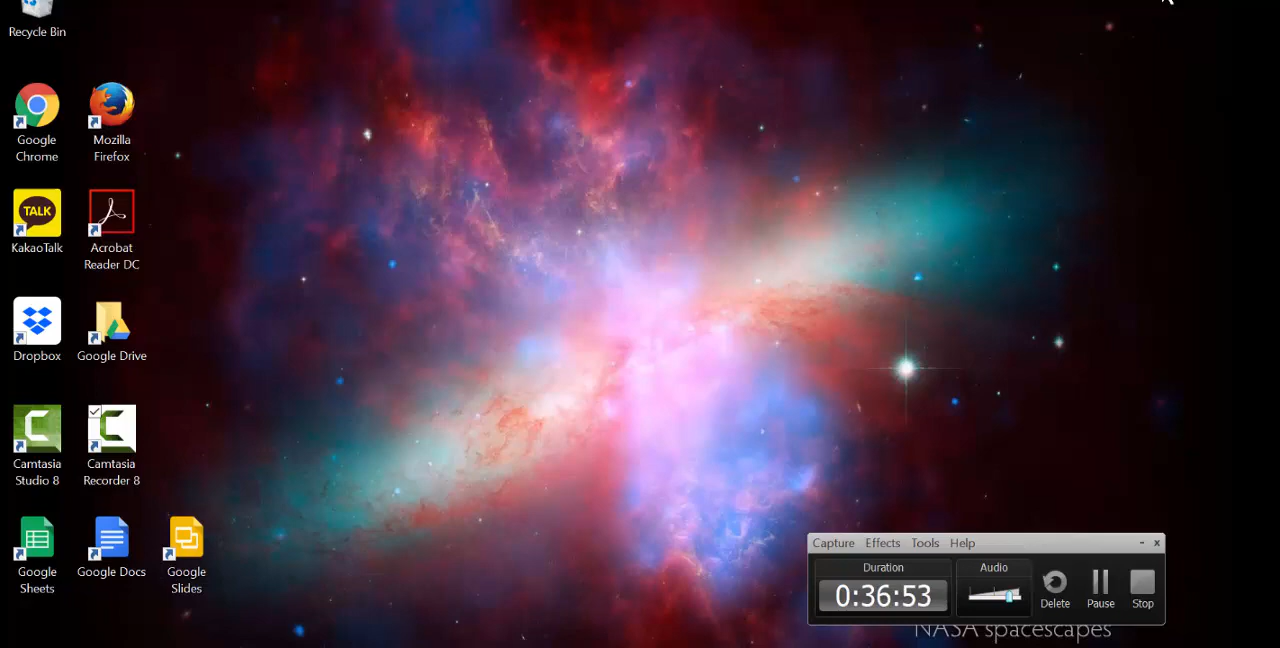 Recycle Bin
Google
Chrome
Mozilla
Firefox
TALK
KakaoTalk
Acrobat
Reader DC
Dropbox
Google Drive
Camtasia
Studio 8
Camtasia
Recorder 8
Google
Sheets
Google Docs
Google
Slides
Capture Effects Tools Help
Duration
Audio
0:36:53
Delete
Pause
Stop
NASA spacescapes